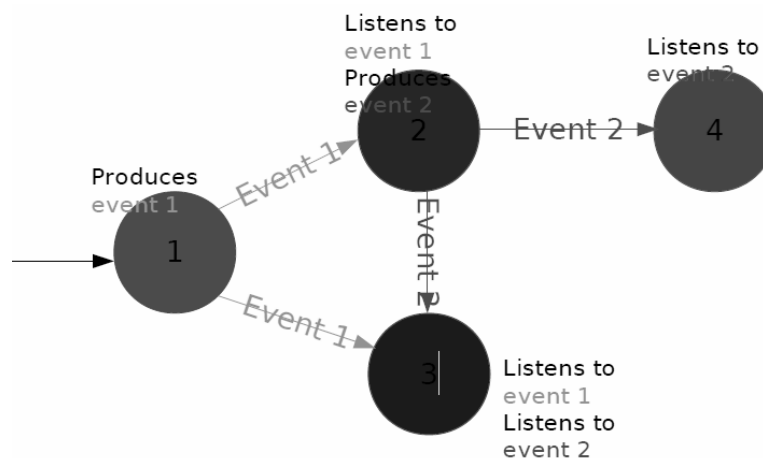 Listens to
event 1
Produces
event 2
Listens to
event 2
2
Event 2
4
Event 1
Produces
event 1
1
Event 2
Event 1
3
Listens to
event 1
Listens to
event 2